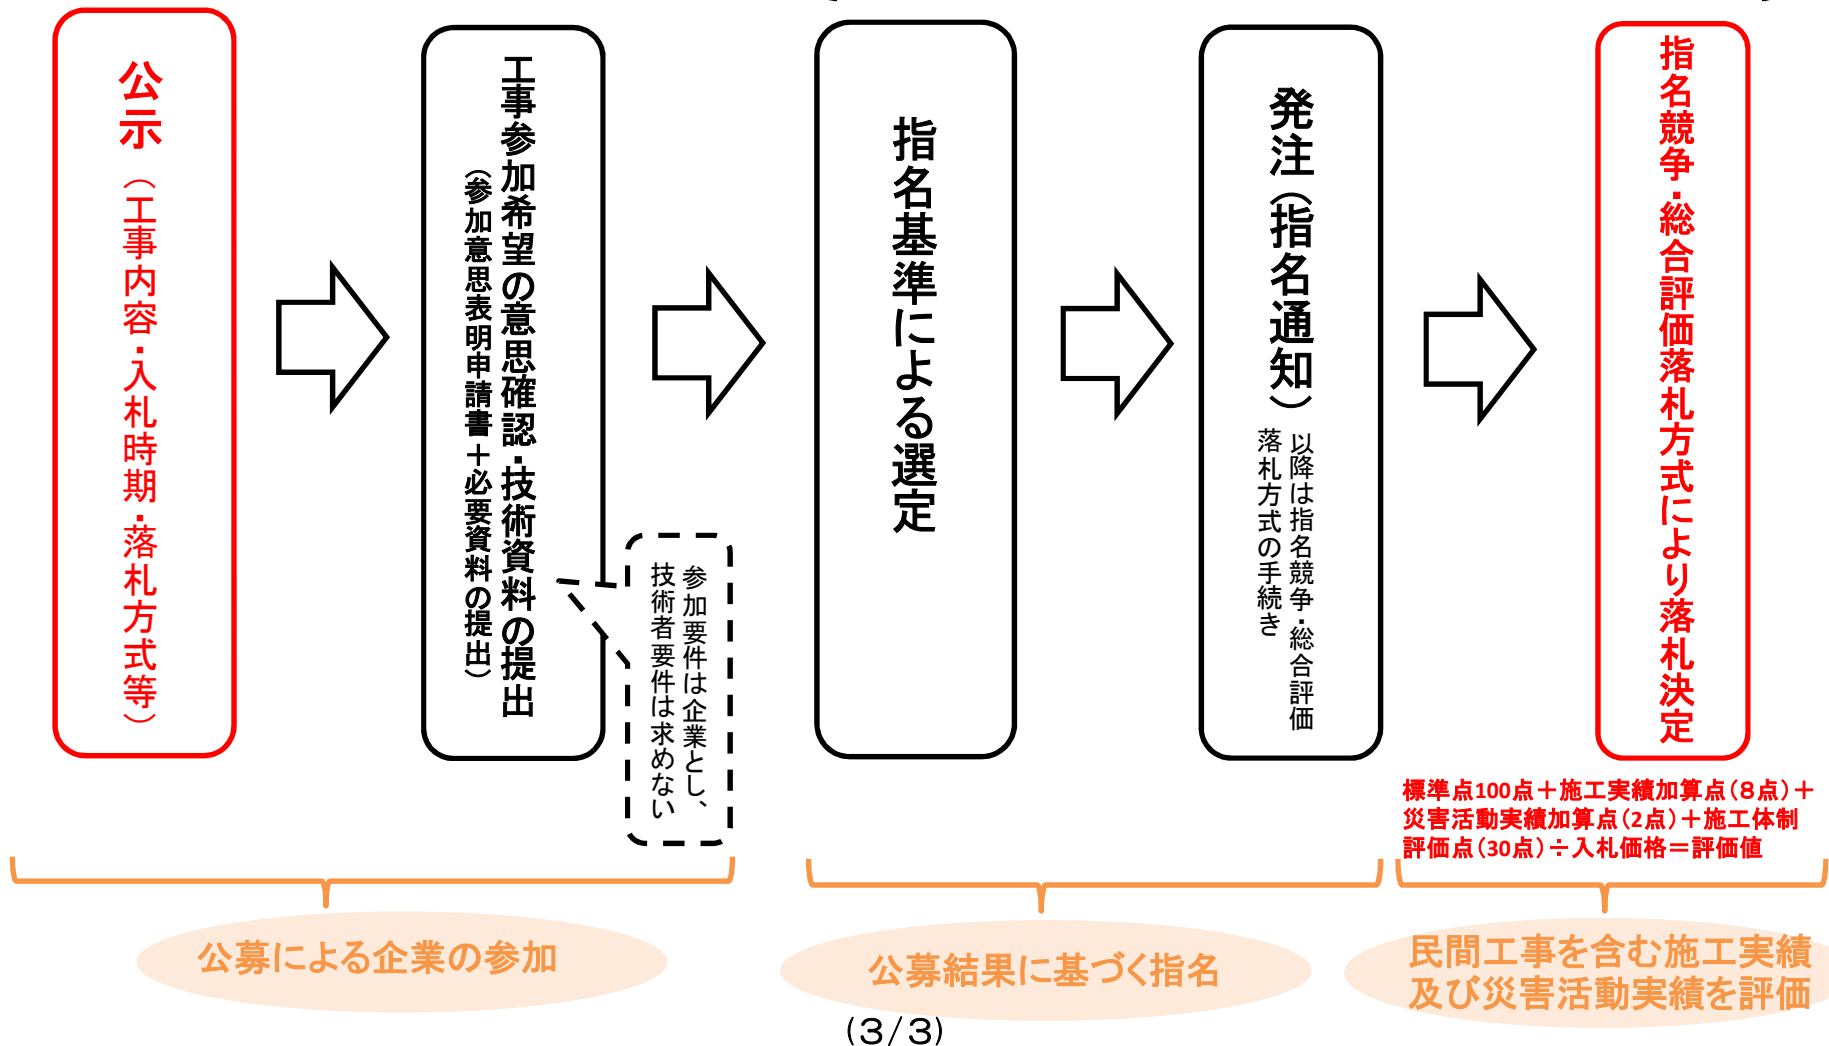 公示（工事内容・入札時期・落札方式等）
工事参加希望の意思確認・技術資料の提出
（参加意思表明申請書＋必要資料の提出）
参加要件は企業とし、
技術者要件は求めない
指名基準による選定
発注（指名通知）
以降は指名競争・総合評価
落札方式の手続き
指名競争・総合評価落札方式により落札決定
標準点100点＋施工実績加算点（８点）＋
災害活動実績加算点（2点）＋施工体制
評価点（30点）÷入札価格＝評価値
公募による企業の参加
公募結果に基づく指名
民間工事を含む施工実績
及び災害活動実績を評価
（３/３）